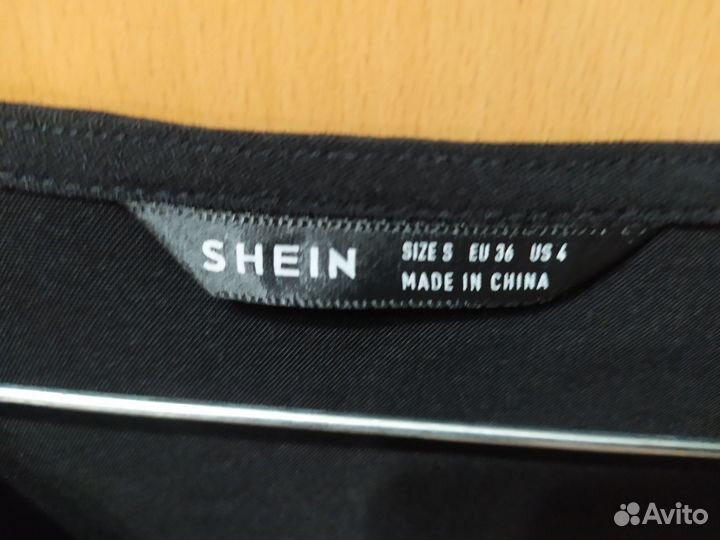 SHEIN
SIZE S EU 36 US 4
MADE IN CHINA
Avito